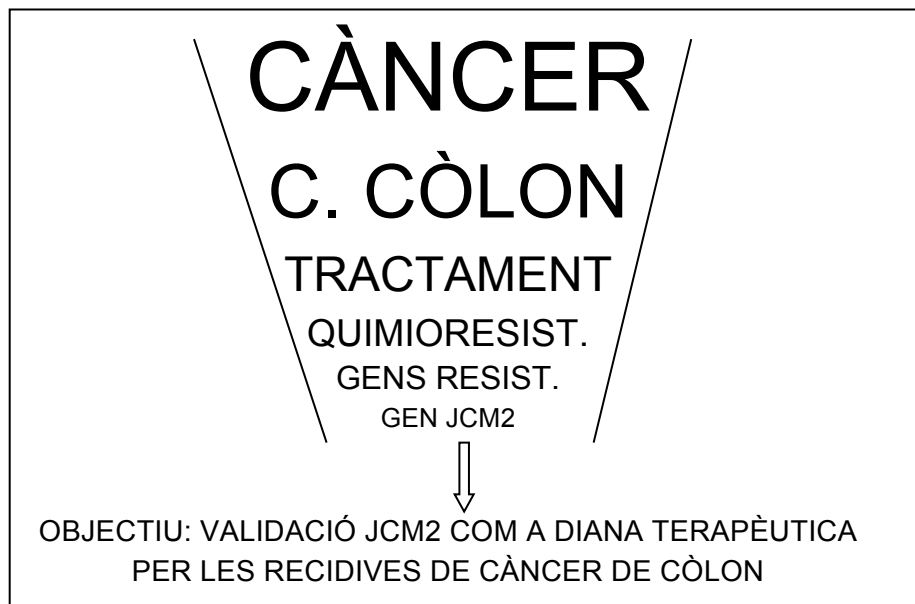 CÀNCER
C. CÒLON
TRACTAMENT
QUIMIORESIST.
GENS RESIST.
GEN JCM2
OBJECTIU: VALIDACIÓ JCM2 COM A DIANA TERAPÈUTICA
PER LES RECIDIVES DE CÀNCER DE CÒLON